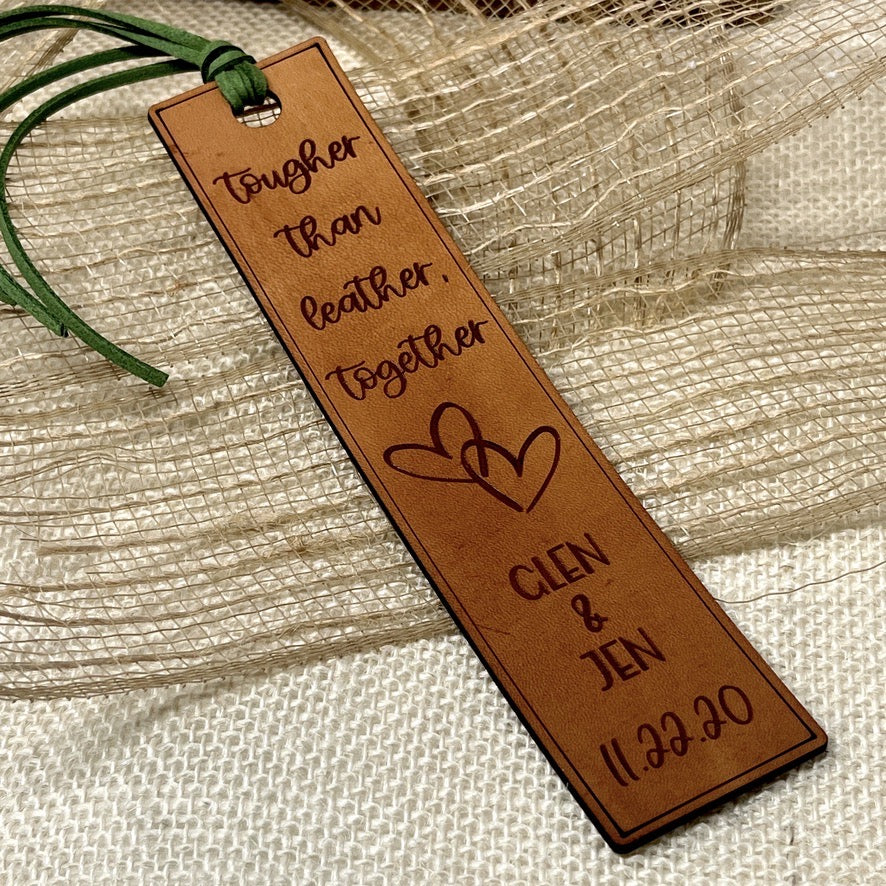 tougher
than
leather,
together
GLEN
&
JEN
11.22.20